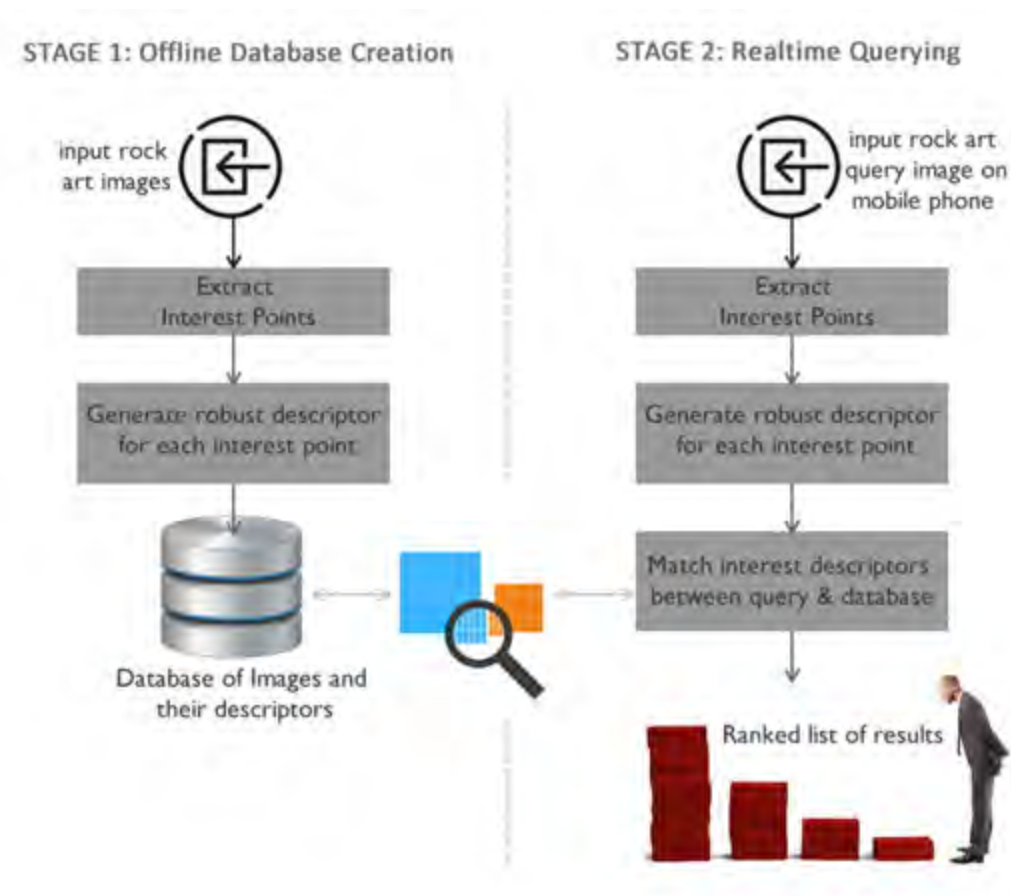 STAGE 1: Offline Database Creation
input rock
art images
Extract
Interest Points
Generate robust descriptor
for each interest point
Database of Images and
their descriptors
STAGE 2: Realtime Querying
input rock art
query image on
mobile phone
Extract
Interest Points
Generate robust descriptor
for each interest point
Match interest descriptors
between query & database
Ranked list of results